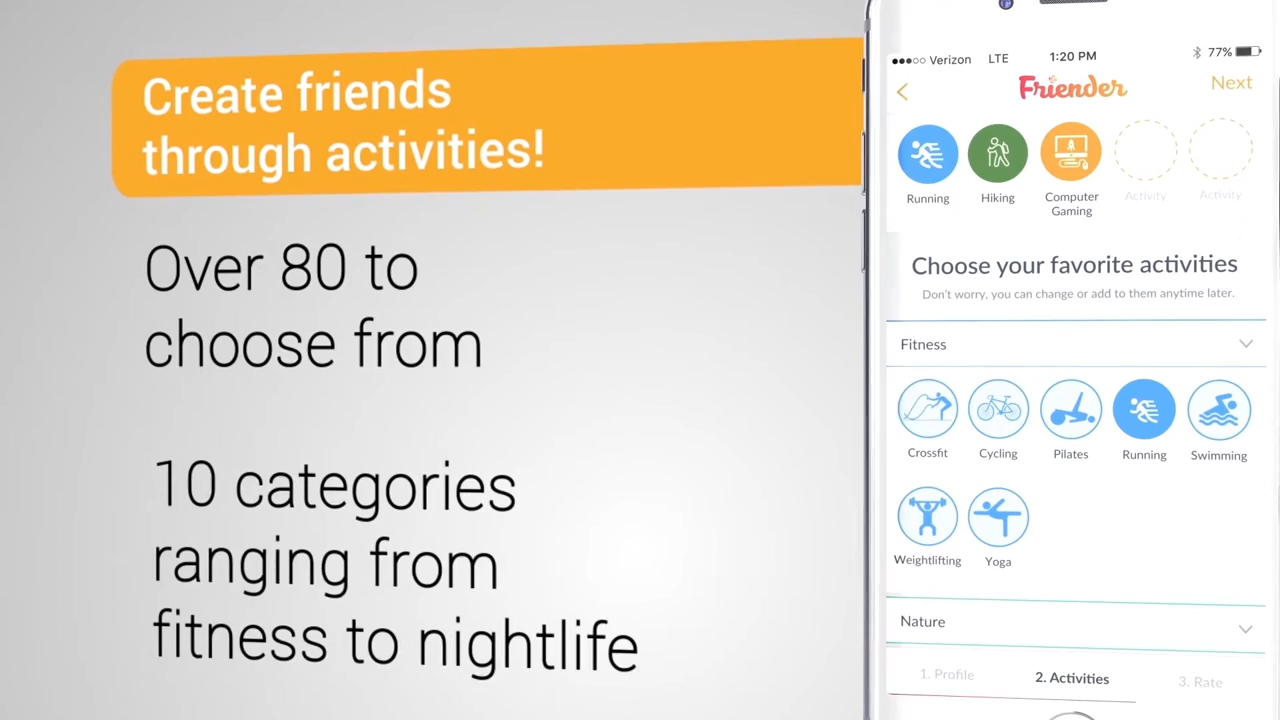 Create friends
through activities!
Over 80 to
choose from
10 categories
ranging from
fitness to nightlife
Verizon LTE 1:20 PM 77%
Friender Next
Running Hiking Computer Gaming Activity Activity
Choose your favorite activities
Don't worry, you can change or add to them anytime later.
Fitness
Crossfit Cycling Pilates Running Swimming
Weightlifting Yoga
Nature
1. Profile 2. Activities 3. Rate